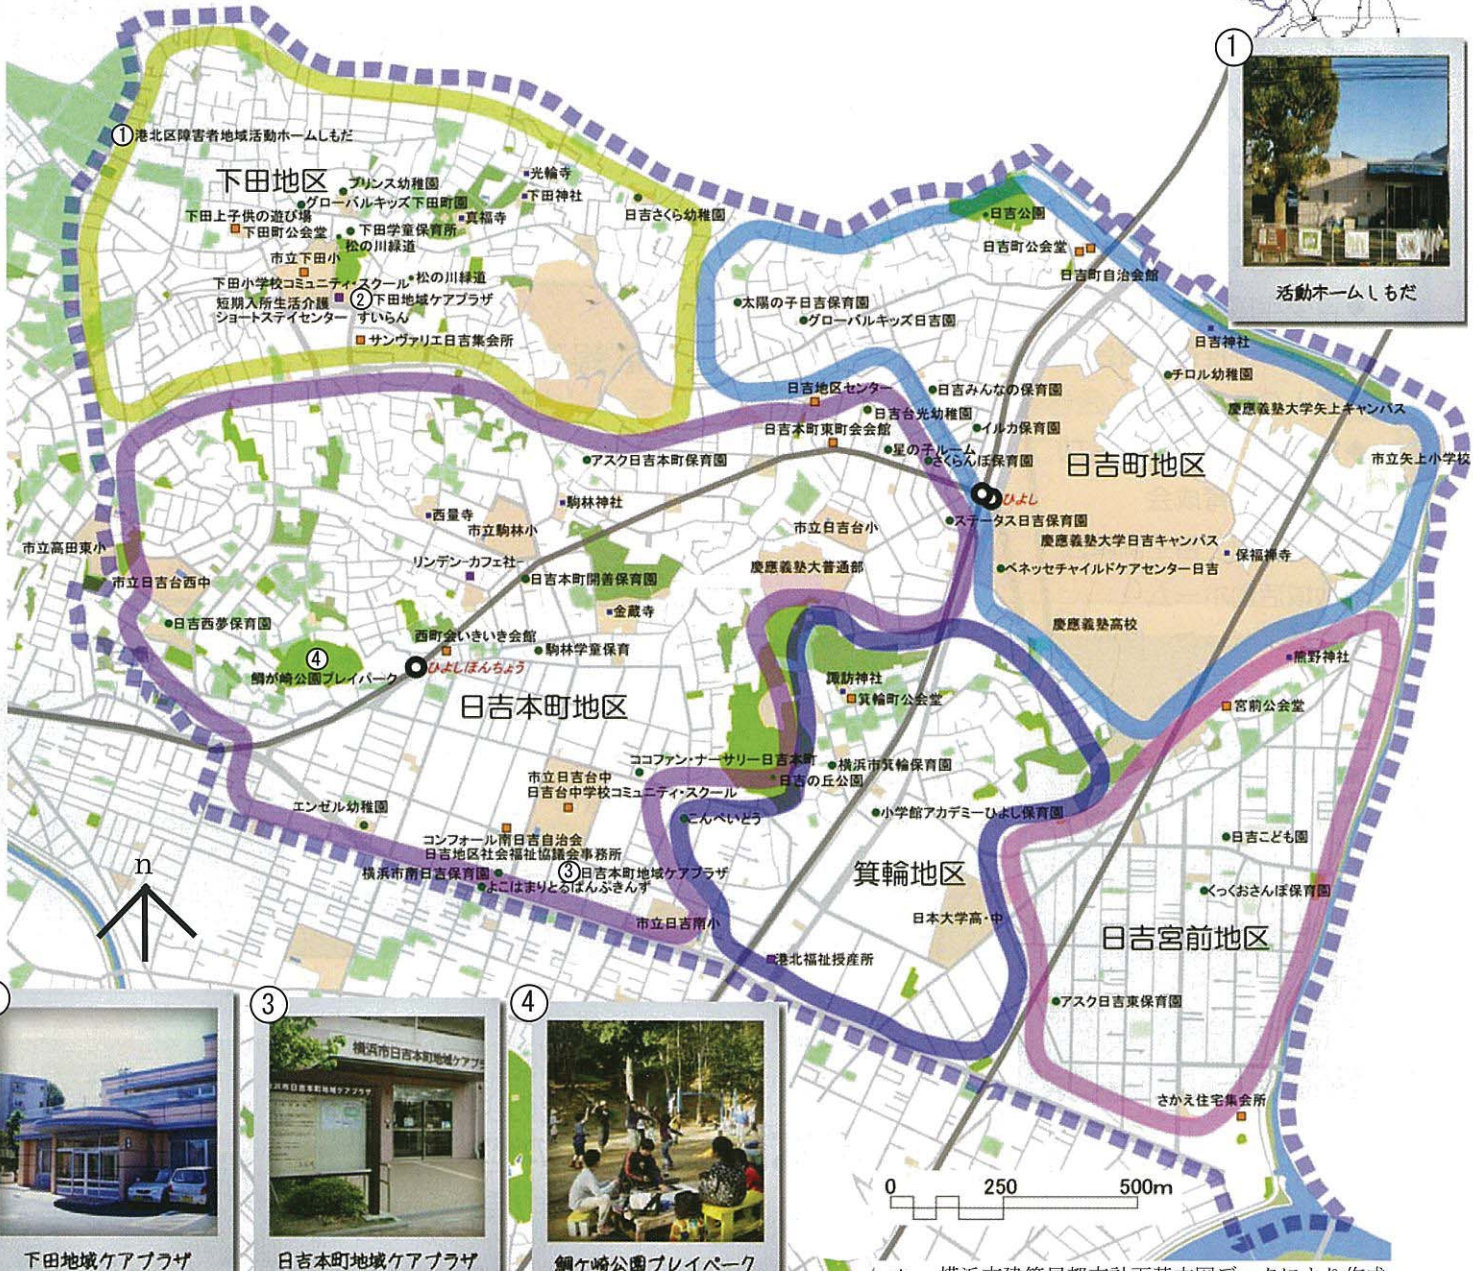 ①
活動ホームしもだ
①港北区障害者地域活動ホームしもだ
下田地区
プリンス幼稚園
グローバルキッズ下田町園
光輪寺
下田神社
真福寺
日吉さくら幼稚園
下田上子供の遊び場
下田町公会堂
下田学童保育所
松の川緑道
市立下田小
下田小学校コミュニティ・スクール
松の川緑道
短期入所生活介護
ショートステイセンター すいらん
②下田地域ケアプラザ
サンヴァリエ日吉集会所
日吉公園
日吉町公会堂
日吉町自治会館
太陽の子日吉保育園
グローバルキッズ日吉園
日吉神社
チロル幼稚園
慶應義塾大学矢上キャンパス
市立矢上小学校
日吉地区センター
日吉みんなの保育園
日吉台光幼稚園
日吉本町東町会会館
イルカ保育園
星の子ルーム
さくらんぼ保育園
日吉町地区
ひよし
アスク日吉本町保育園
ステータス日吉保育園
慶應義塾大学日吉キャンパス
保福禅寺
ベネッセチャイルドケアセンター日吉
慶應義塾高校
駒林神社
西量寺
市立駒林小
市立日吉台小
市立高田東小
リンデン-カフェ社-
慶應義塾大普通部
市立日吉台西中
日吉本町開善保育園
金蔵寺
日吉西夢保育園
西町会いきいき会館
駒林学童保育
④
鯛が崎公園プレイパーク
ひよしほんちょう
日吉本町地区
諏訪神社
箕輪町公会堂
熊野神社
宮前公会堂
ココファン・ナーサリー日吉本町
横浜市箕輪保育園
日吉の丘公園
市立日吉台中
日吉台中学校コミュニティ・スクール
エンゼル幼稚園
こんぺいとう
小学館アカデミーひよし保育園
日吉こども園
コンフォール南日吉自治会
日吉地区社会福祉協議会事務所
横浜市南日吉保育園
③日吉本町地域ケアプラザ
よこはまりとるぱんぷきんず
箕輪地区
くっくおさんぽ保育園
市立日吉南小
日本大学高・中
日吉宮前地区
港北福祉授産所
アスク日吉東保育園
さかえ住宅集会所
n
0 250 500m
下田地域ケアプラザ
③
横浜市日吉本町地域ケアプラ
日吉本町地域ケアプラザ
④
鯛ケ崎公園プレイパーク